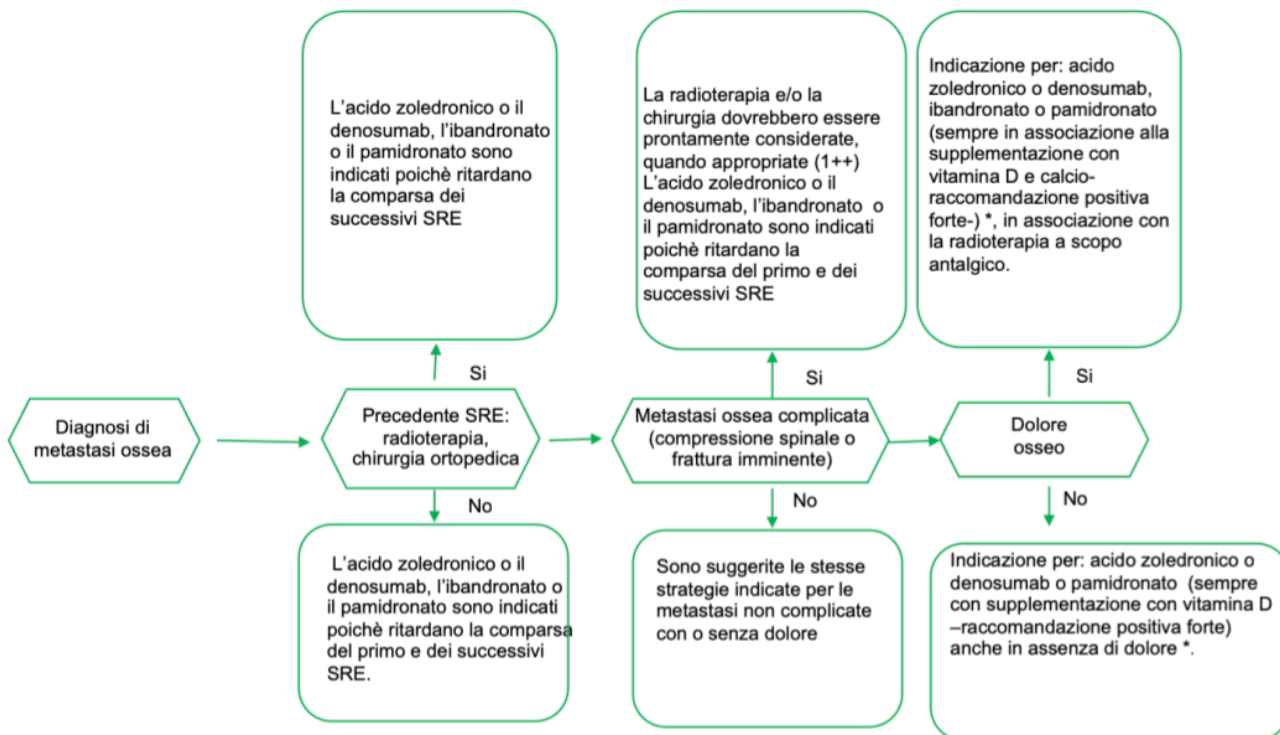 L'acido zoledronico o il
denosumab, l'ibandronato
o il pamidronato sono
indicati poichè ritardano
la comparsa dei
successivi SRE
La radioterapia e/o la
chirurgia dovrebbero essere
prontamente considerate,
quando appropriate (1++)
L'acido zoledronico o il
denosumab, l'ibandronato o
il pamidronato sono indicati
poichè ritardano la
comparsa del primo e dei
successivi SRE
Indicazione per: acido
zoledronico o denosumab,
ibandronato o pamidronato
(sempre in associazione alla
supplementazione con
vitamina D e calcio-
raccomandazione positiva
forte-) *, in associazione con
la radioterapia a scopo
antalgico.
Si
Si
Si
Diagnosi di
metastasi ossea
Precedente SRE:
radioterapia,
chirurgia ortopedica
Metastasi ossea complicata
(compressione spinale o
frattura imminente)
Dolore
osseo
No
No
No
L'acido zoledronico o il
denosumab, l'ibandronato o
il pamidronato sono indicati
poichè ritardano la comparsa
del primo e dei successivi
SRE.
Sono suggerite le stesse
strategie indicate per le
metastasi non complicate
con o senza dolore
Indicazione per: acido zoledronico o
denosumab o pamidronato (sempre
con supplementazione con vitamina D
–raccomandazione positiva forte)
anche in assenza di dolore *.